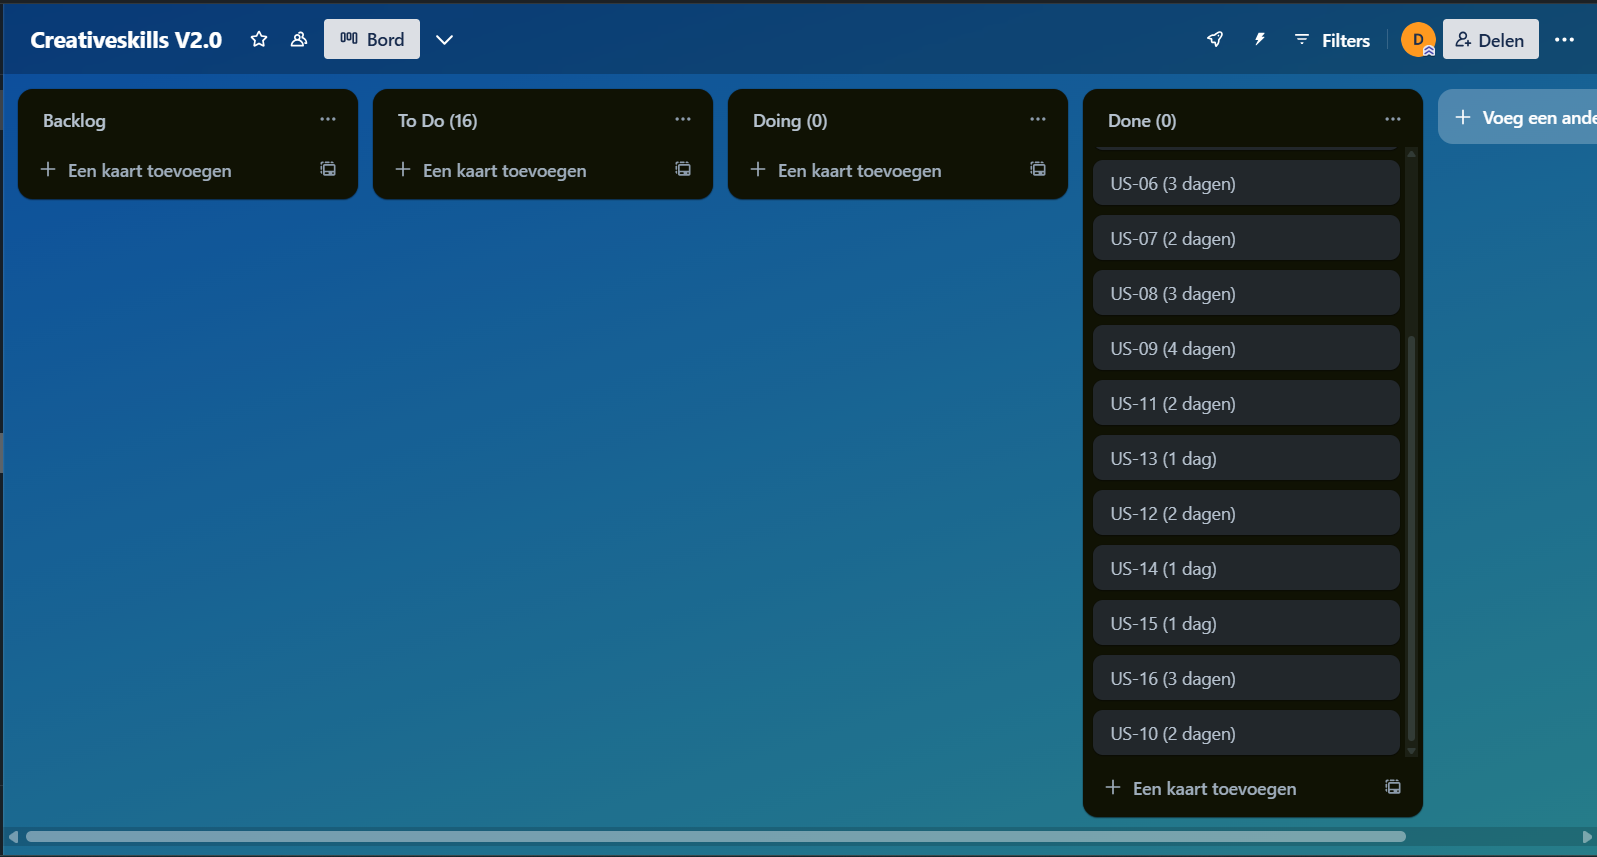 Creativeskills V2.0
Bord
Filters
D
Delen
Backlog
Een kaart toevoegen
To Do (16)
Een kaart toevoegen
Doing (0)
Een kaart toevoegen
Done (0)
US-06 (3 dagen)
US-07 (2 dagen)
US-08 (3 dagen)
US-09 (4 dagen)
US-11 (2 dagen)
US-13 (1 dag)
US-12 (2 dagen)
US-14 (1 dag)
US-15 (1 dag)
US-16 (3 dagen)
US-10 (2 dagen)
Een kaart toevoegen
Voeg een ande